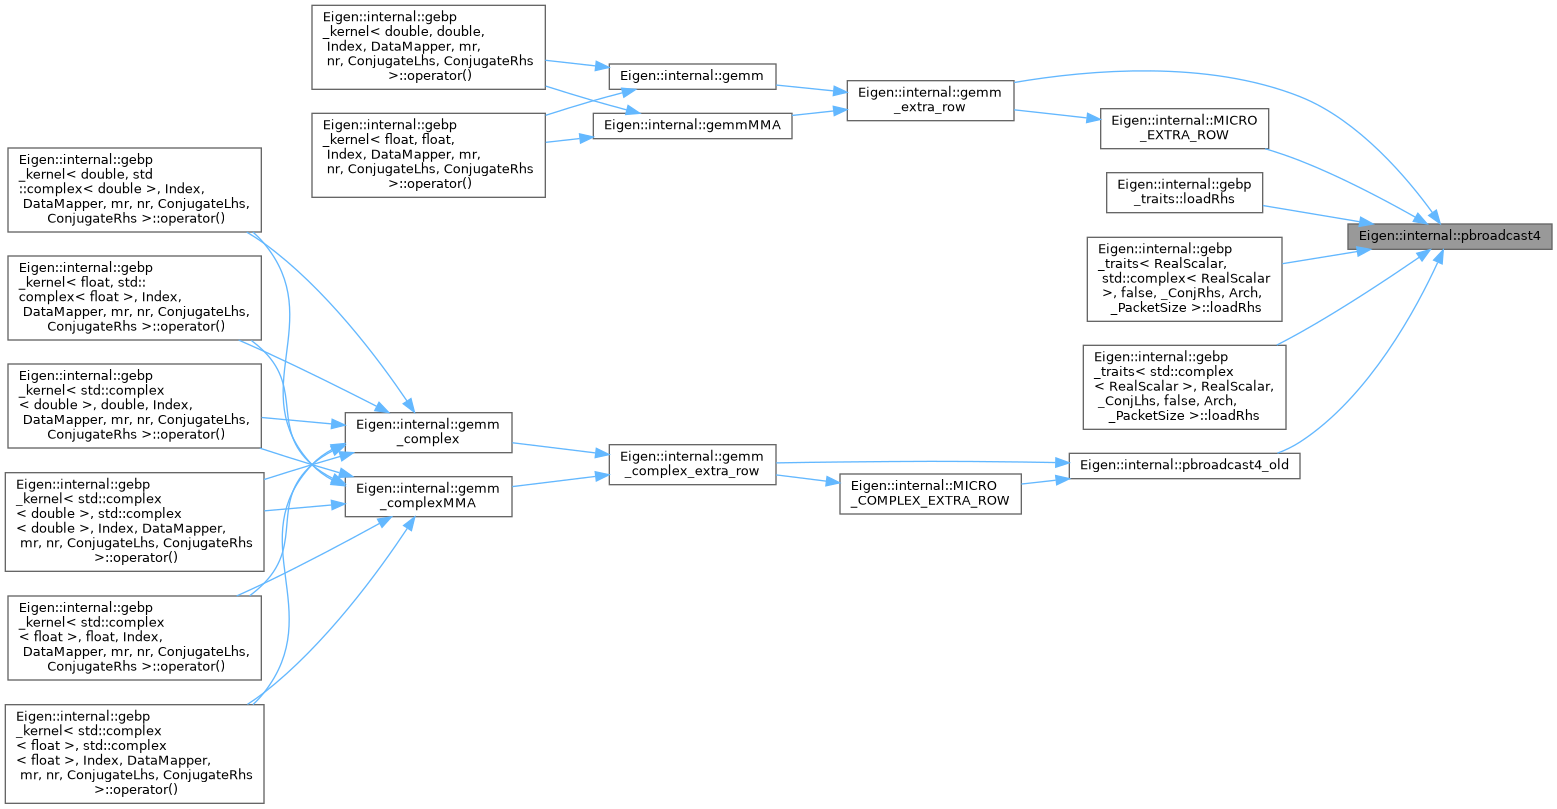 Eigen::internal::gebp
_kernel< double, double,
Index, DataMapper, mr,
nr, ConjugateLhs, ConjugateRhs
>::operator()
Eigen::internal::gemm
Eigen::internal::gemm
_extra_row
Eigen::internal::MICRO
_EXTRA_ROW
Eigen::internal::gebp
_kernel< float, float,
Index, DataMapper, mr,
nr, ConjugateLhs, ConjugateRhs
>::operator()
Eigen::internal::gemmMMA
Eigen::internal::gebp
_traits::loadRhs
Eigen::internal::pbroadcast4
Eigen::internal::gebp
_traits< RealScalar,
std::complex< RealScalar
>, false, _ConjRhs, Arch,
_PacketSize >::loadRhs
Eigen::internal::gebp
_traits< std::complex
< RealScalar >, RealScalar,
_ConjLhs, false, Arch,
_PacketSize >::loadRhs
Eigen::internal::pbroadcast4_old
Eigen::internal::MICRO
_COMPLEX_EXTRA_ROW
Eigen::internal::gemm
_complex_extra_row
Eigen::internal::gemm
_complex
Eigen::internal::gemm
_complexMMA
Eigen::internal::gebp
_kernel< double, std
::complex< double >, Index,
DataMapper, mr, nr, ConjugateLhs,
ConjugateRhs >::operator()
Eigen::internal::gebp
_kernel< float, std::
complex< float >, Index,
DataMapper, mr, nr, ConjugateLhs,
ConjugateRhs >::operator()
Eigen::internal::gebp
_kernel< std::complex
< double >, double, Index,
DataMapper, mr, nr, ConjugateLhs,
ConjugateRhs >::operator()
Eigen::internal::gebp
_kernel< std::complex
< double >, std::complex
< double >, Index, DataMapper,
mr, nr, ConjugateLhs, ConjugateRhs
>::operator()
Eigen::internal::gebp
_kernel< std::complex
< float >, float, Index,
DataMapper, mr, nr, ConjugateLhs,
ConjugateRhs >::operator()
Eigen::internal::gebp
_kernel< std::complex
< float >, std::complex
< float >, Index, DataMapper,
mr, nr, ConjugateLhs, ConjugateRhs
>::operator()